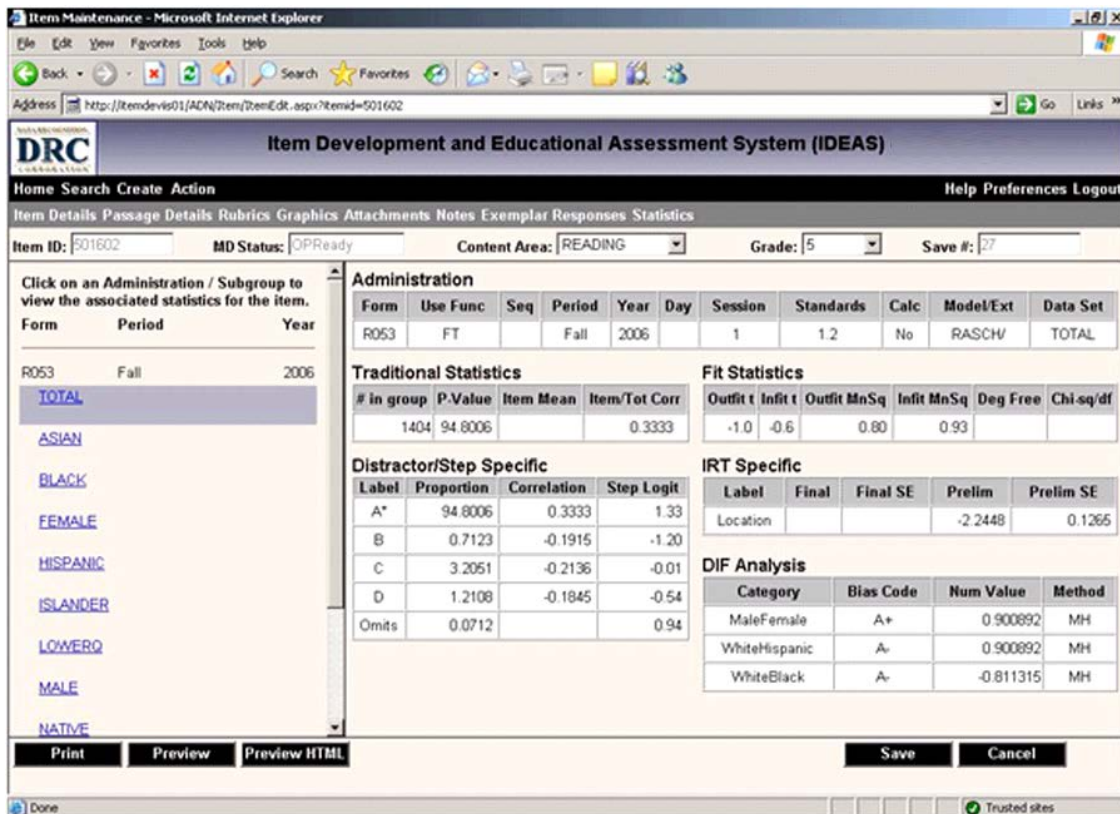 Item Maintenance - Microsoft Internet Explorer
File Edit View Favorites Tools Help
Back Search Favorites
Address http://itemdeviis01/ADN/Item/ItemEdit.aspx?itemid=501602 Go Links »
DRC
Item Development and Educational Assessment System (IDEAS)
Home Search Create Action Help Preferences Logout
Item Details Passage Details Rubrics Graphics Attachments Notes Exemplar Responses Statistics
Item ID: 501602 MD Status: OPReady Content Area: READING Grade: 5 Save #: 27
Click on an Administration / Subgroup to
view the associated statistics for the item.
Form Period Year
R053 Fall 2006
TOTAL
ASIAN
BLACK
FEMALE
HISPANIC
ISLANDER
LOWERQ
MALE
NATIVE
Administration
Form Use Func Seq Period Year Day Session Standards Calc Model/Ext Data Set
R053 FT Fall 2006 1 1.2 No RASCH/ TOTAL
Traditional Statistics
# in group P-Value Item Mean Item/Tot Corr
1404 94.8006 0.3333
Fit Statistics
Outfit t Infit t Outfit MnSq Infit MnSq Deg Free Chi-sq/df
-1.0 -0.6 0.80 0.93
Distractor/Step Specific
Label Proportion Correlation Step Logit
A* 94.8006 0.3333 1.33
B 0.7123 -0.1915 -1.20
C 3.2051 -0.2136 -0.01
D 1.2108 -0.1845 -0.54
Omits 0.0712 0.94
IRT Specific
Label Final Final SE Prelim Prelim SE
Location -2.2448 0.1265
DIF Analysis
Category Bias Code Num Value Method
MaleFemale A+ 0.900892 MH
WhiteHispanic A- 0.900892 MH
WhiteBlack A- -0.811315 MH
Print Preview Preview HTML Save Cancel
Done Trusted sites